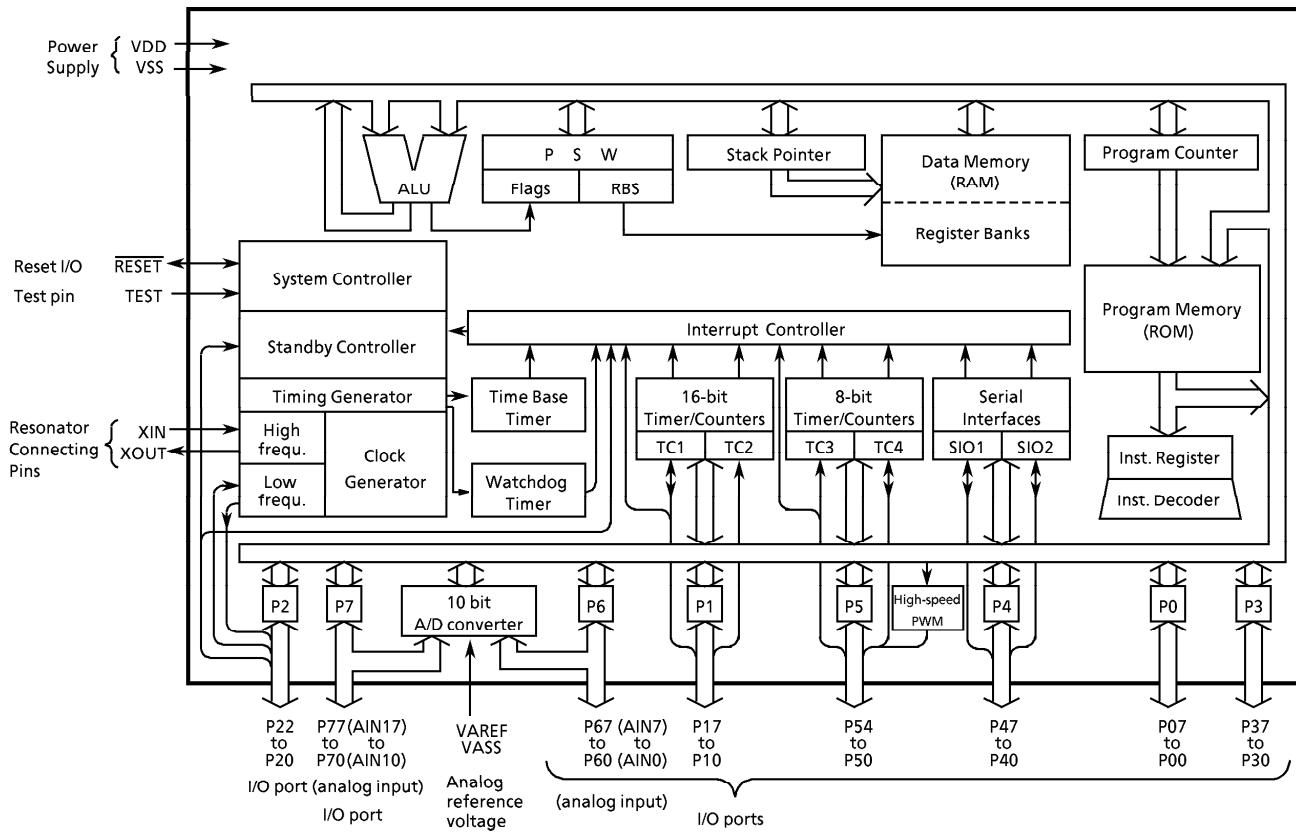 Power
Supply
VDD
VSS
P S W
Flags
RBS
ALU
Stack Pointer
Data Memory
(RAM)
Register Banks
Program Counter
Reset I/O
RESET
Test pin
TEST
System Controller
Standby Controller
Timing Generator
High
frequ.
Low
frequ.
Clock
Generator
Interrupt Controller
Program Memory
(ROM)
Resonator
Connecting
Pins
XIN
XOUT
Time Base
Timer
Watchdog
Timer
16-bit
Timer/Counters
TC1
TC2
8-bit
Timer/Counters
TC3
TC4
Serial
Interfaces
SIO1
SIO2
Inst. Register
Inst. Decoder
P2
P7
10 bit
A/D converter
P6
P1
P5
High-speed
PWM
P4
P0
P3
P22
to
P20
P77 (AIN17)
to to
P70 (AIN10)
VAREF
VASS
P67 (AIN7)
to to
P60 (AIN0)
P17
to
P10
P54
to
P50
P47
to
P40
P07
to
P00
P37
to
P30
I/O port (analog input)
I/O port
Analog
reference
voltage
(analog input)
I/O ports